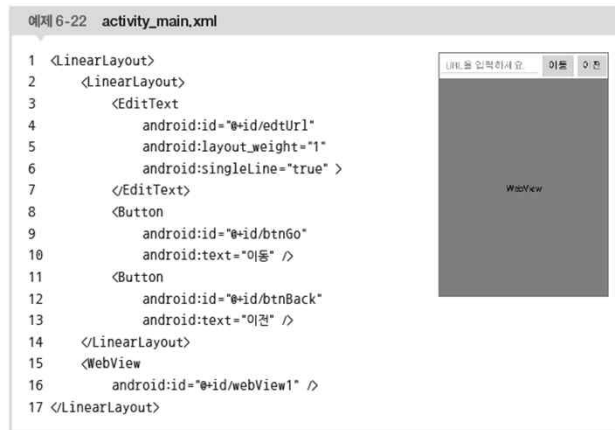 예제 6-22 activity_main.xml
1 <LinearLayout>
2 <LinearLayout>
3 <EditText
4 android:id="@+id/edtUrl"
5 android:layout_weight="1"
6 android:singleLine="true" >
7 </EditText>
8 <Button
9 android:id="@+id/btnGo"
10 android:text="이동" />
11 <Button
12 android:id="@+id/btnBack"
13 android:text="이전" />
14 </LinearLayout>
15 <WebView
16 android:id="@+id/webView1" />
17 </LinearLayout>
URL을 입력하세요 이동 이전
WebView